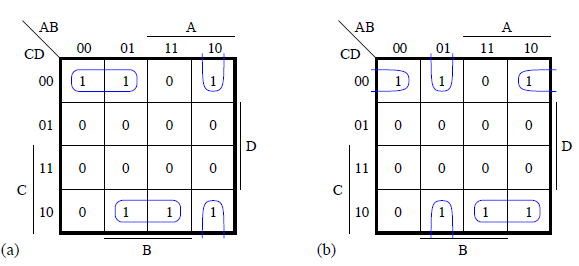 AB A AB A
00 01 11 10 00 01 11 10
CD CD
00 1 1 0 1 00 1 1 0 1
01 0 0 0 0 01 0 0 0 0
D D
11 0 0 0 0 11 0 0 0 0
C C
10 0 1 1 1 10 0 1 1 1
(a) B (b) B